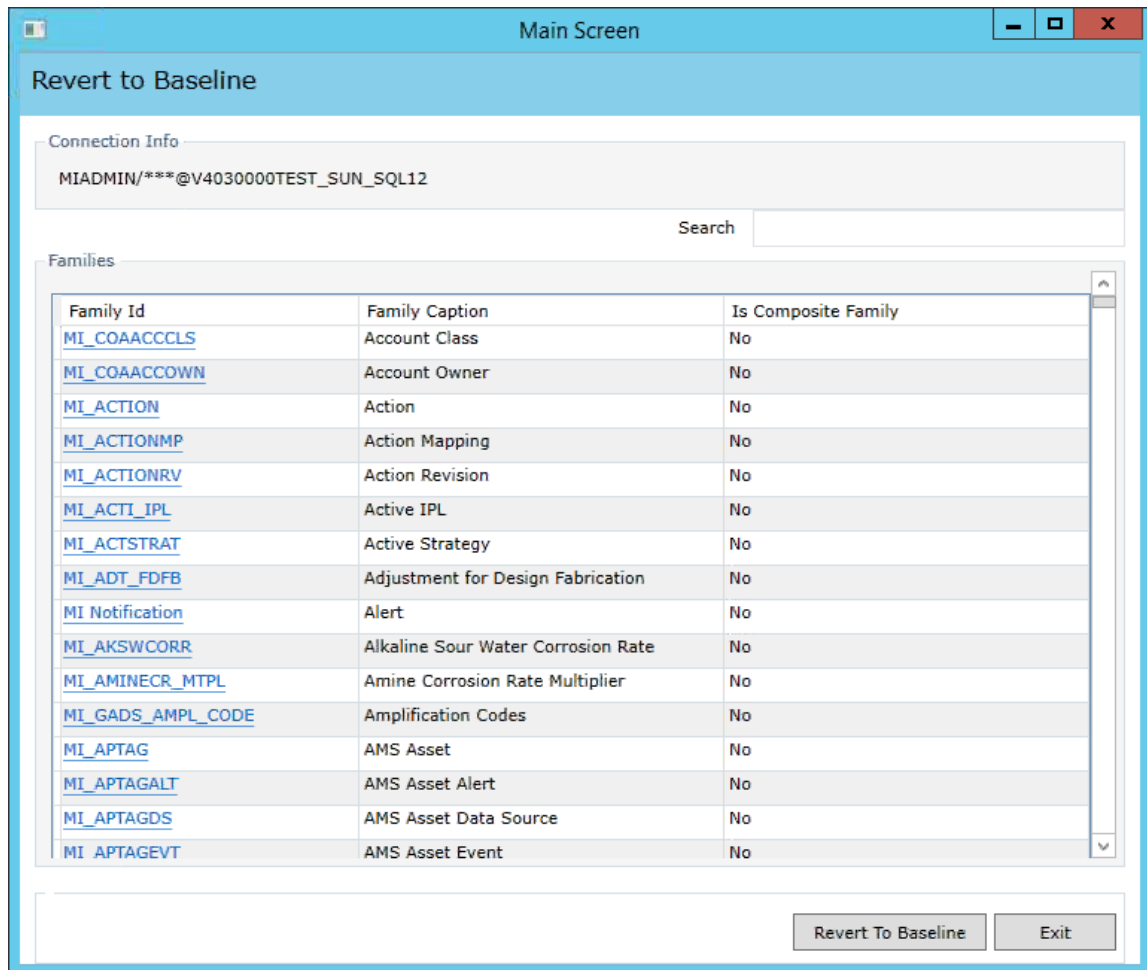 Main Screen
Revert to Baseline
Connection Info
MIADMIN/***@V4030000TEST_SUN_SQL12
Search
Families
Family Id Family Caption Is Composite Family
MI_COAACCCLS Account Class No
MI_COAACCOWN Account Owner No
MI_ACTION Action No
MI_ACTIONMP Action Mapping No
MI_ACTIONRV Action Revision No
MI_ACTI_IPL Active IPL No
MI_ACTSTRAT Active Strategy No
MI_ADT_FDFB Adjustment for Design Fabrication No
MI Notification Alert No
MI_AKSWCORR Alkaline Sour Water Corrosion Rate No
MI_AMINECR_MTPL Amine Corrosion Rate Multiplier No
MI_GADS_AMPL_CODE Amplification Codes No
MI_APTAG AMS Asset No
MI_APTAGALT AMS Asset Alert No
MI_APTAGDS AMS Asset Data Source No
MI_APTAGEVT AMS Asset Event No
Revert To Baseline Exit